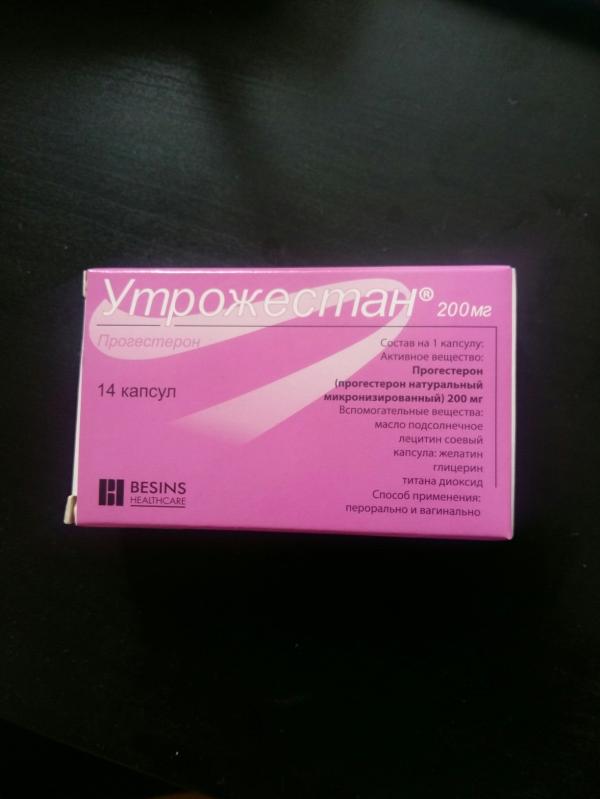 Утрожестан® 200мг
Прогестерон
14 капсул
Состав на 1 капсулу:
Активное вещество:
Прогестерон
(прогестерон натуральный
микронизированный) 200 мг
Вспомогательные вещества:
масло подсолнечное
лецитин соевый
капсула: желатин
глицерин
титана диоксид
Способ применения:
перорально и вагинально
BESINS
HEALTHCARE